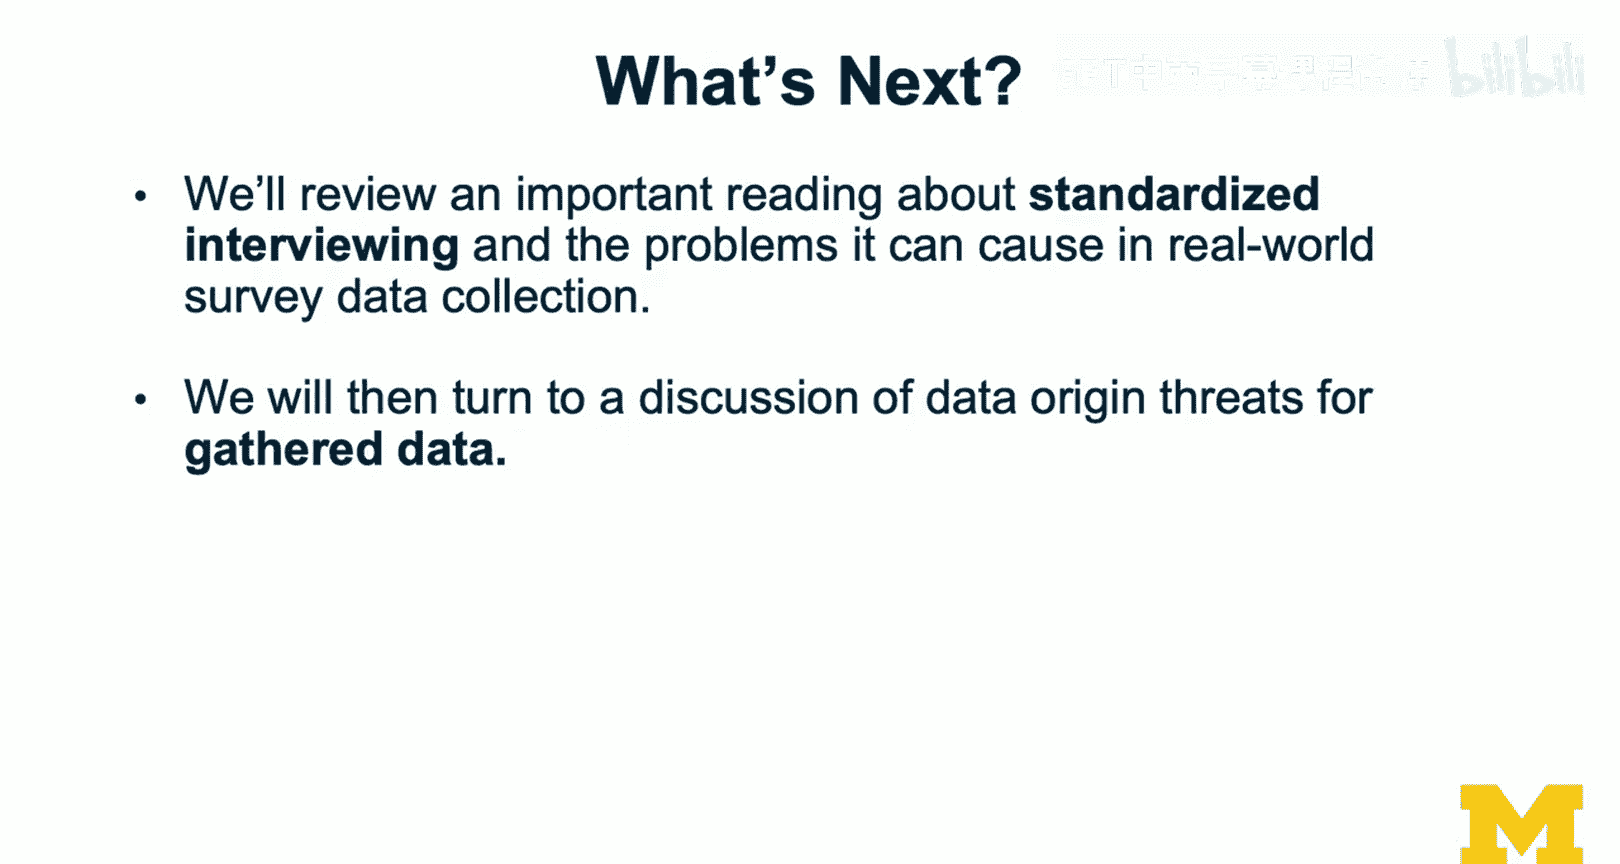 What’s Next?
bilibili
• We’ll review an important reading about standardized
interviewing and the problems it can cause in real-world
survey data collection.
• We will then turn to a discussion of data origin threats for
gathered data.
M